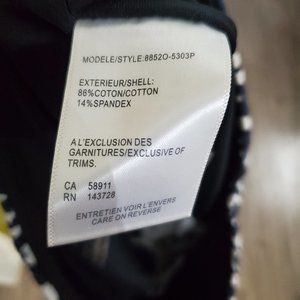 MODELE/STYLE:8852O-5303P
EXTERIEUR/SHELL:
86%COTON/COTTON
14%SPANDEX
A L'EXCLUSION DES
GARNITURES/EXCLUSIVE OF
TRIMS.
CA 58911
RN 143728
ENTRETIEN VOIR L'ENVERS
CARE ON REVERSE